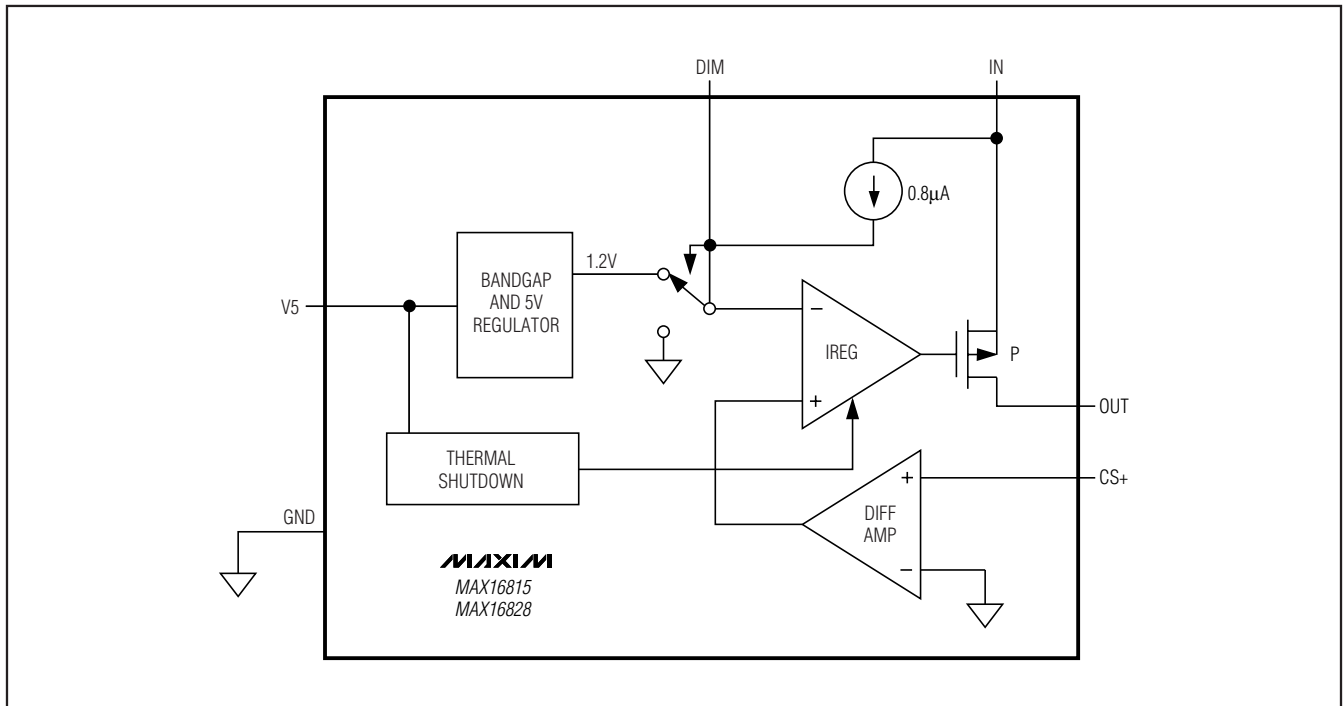 DIM
IN
0.8μA
1.2V
BANDGAP
AND 5V
REGULATOR
V5
−
IREG
+
P
OUT
THERMAL
SHUTDOWN
+
CS+
DIFF
AMP
−
GND
MAXIM
MAX16815
MAX16828